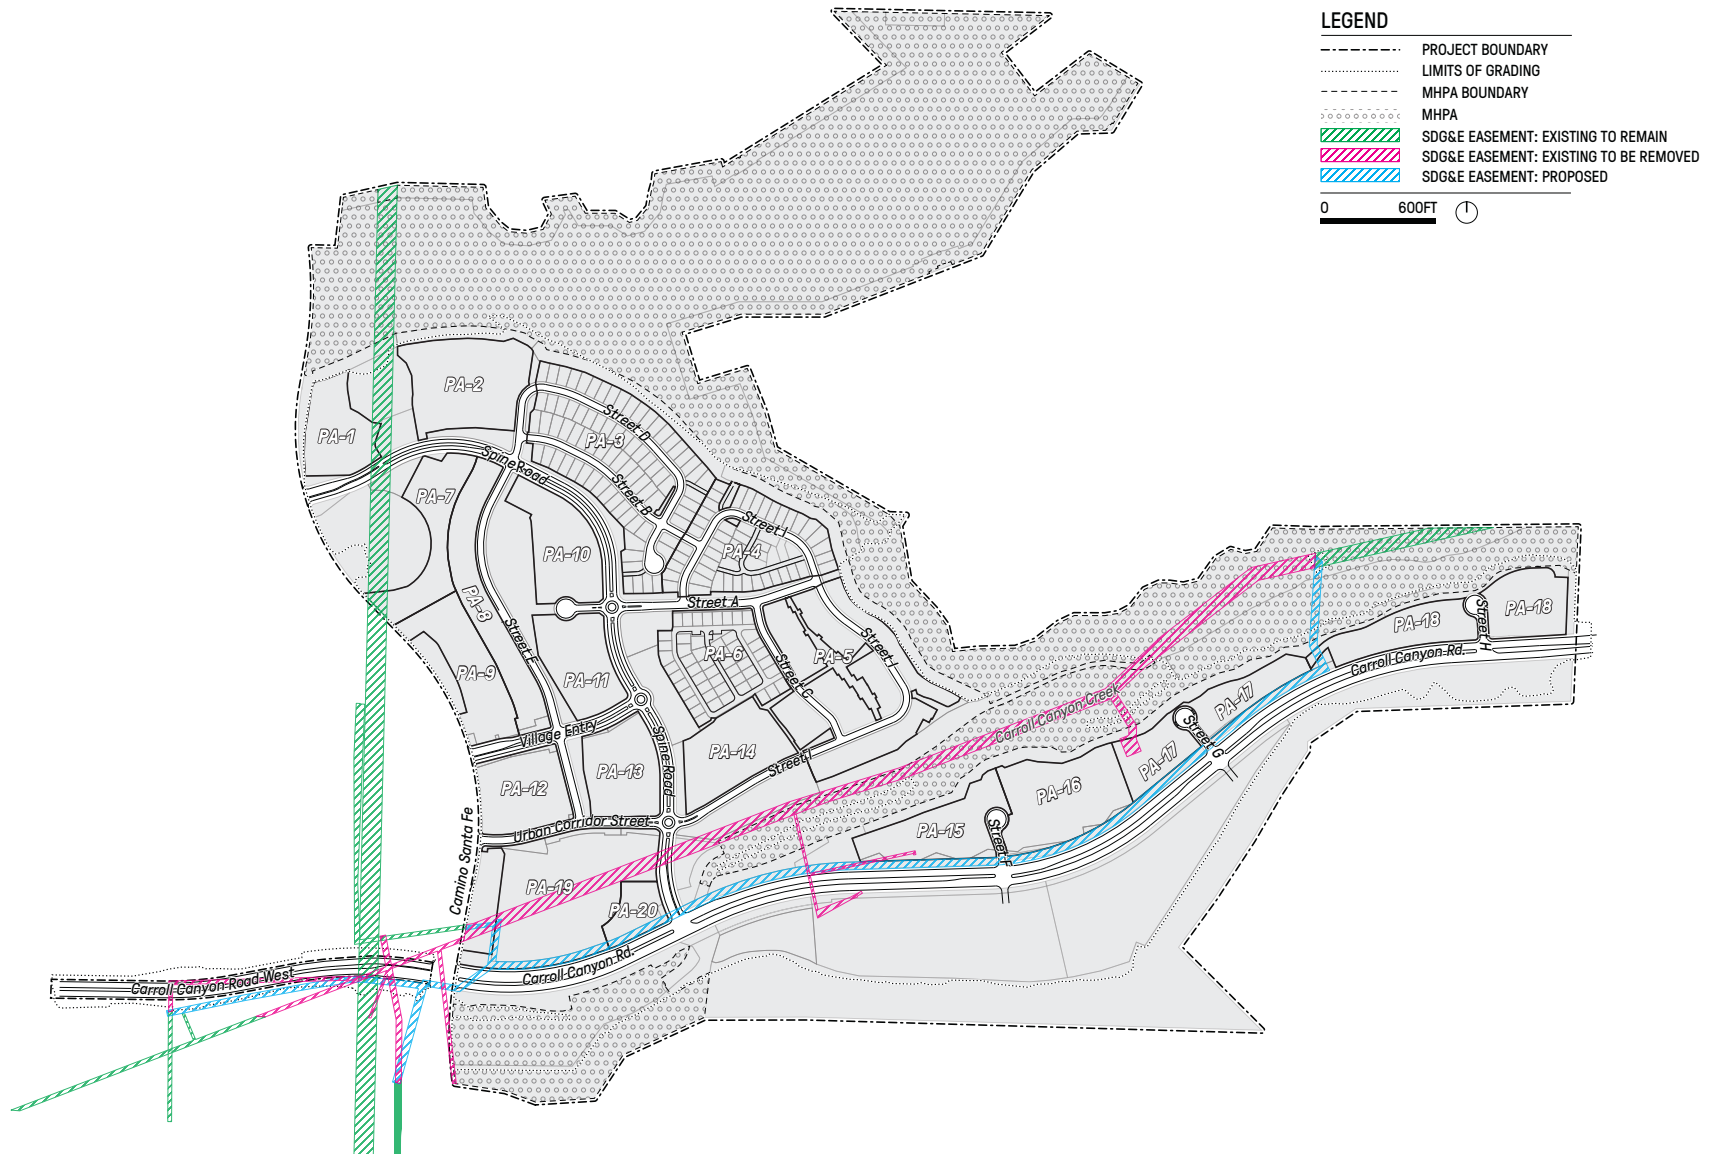 LEGEND
PROJECT BOUNDARY
LIMITS OF GRADING
MHPA BOUNDARY
MHPA
SDG&E EASEMENT: EXISTING TO REMAIN
SDG&E EASEMENT: EXISTING TO BE REMOVED
SDG&E EASEMENT: PROPOSED
0 600FT
PA-2
PA-1
Street D
PA-3
Spine Road
PA-7
Street B
Street I
PA-10
PA-4
PA-8
Street A
PA-18
PA-18
Street H
Street E
PA-6
PA-5
Street J
Carroll Canyon Rd.
PA-9
PA-11
Street C
Carroll Canyon Creek
PA-17
Street G
Village Entry
Spine Road
PA-14
Street I
PA-17
PA-13
PA-12
PA-16
Urban Corridor Street
PA-15
Street F
Camino Santa Fe
PA-19
PA-20
Carroll Canyon Rd.
Carroll Canyon Road West